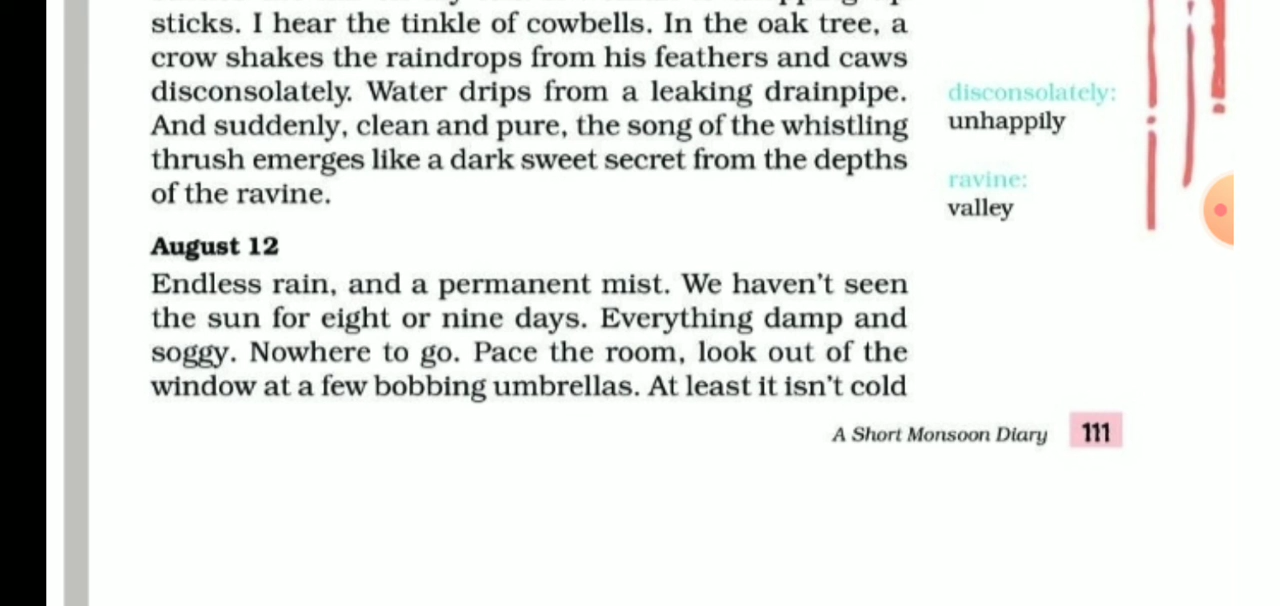 sticks. I hear the tinkle of cowbells. In the oak tree, a
crow shakes the raindrops from his feathers and caws
disconsolately. Water drips from a leaking drainpipe.
And suddenly, clean and pure, the song of the whistling
thrush emerges like a dark sweet secret from the depths
of the ravine.
disconsolately:
unhappily
ravine:
valley
August 12
Endless rain, and a permanent mist. We haven't seen
the sun for eight or nine days. Everything damp and
soggy. Nowhere to go. Pace the room, look out of the
window at a few bobbing umbrellas. At least it isn't cold
A Short Monsoon Diary 111